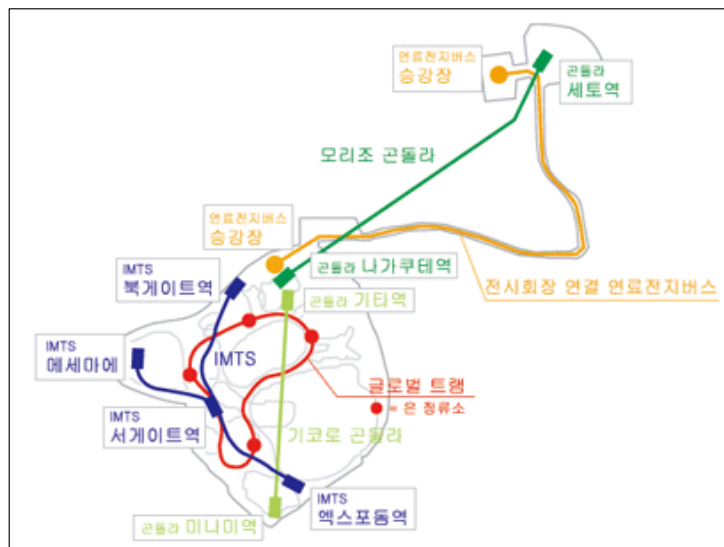 연료전지버스
승강장
곤돌라
세토역
모리조 곤돌라
연료전지버스
승강장
IMTS
북게이트역
곤돌라 나가쿠테역
전시회장 연결 연료전지버스
곤돌라 기타역
IMTS
에세마에
IMTS
글로벌 트램
● = 은 정류소
IMTS
서게이트역
기코로 곤돌라
IMTS
엑스포돔역
곤돌라 미나미역